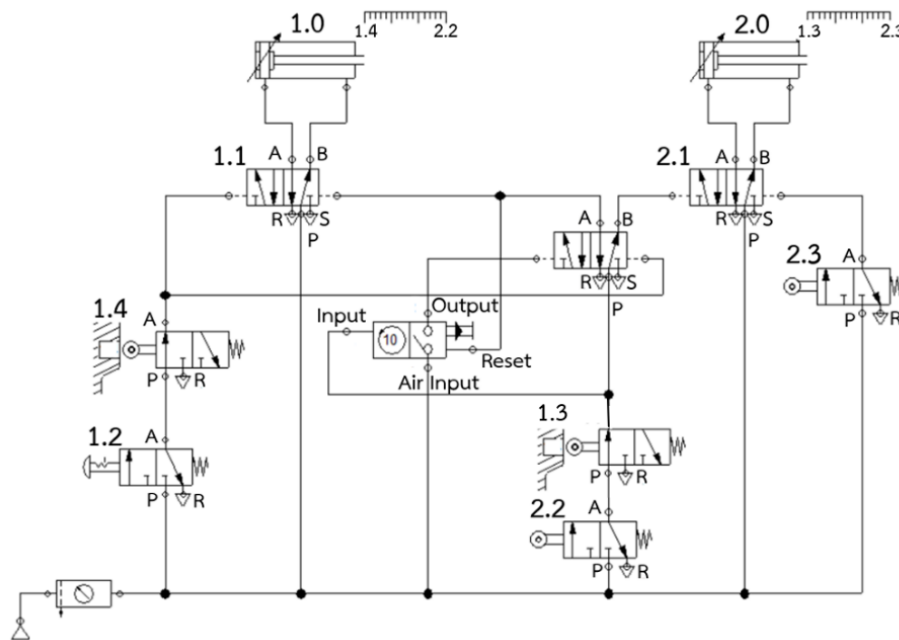 1.0
1.4 2.2
2.0
1.3 2.3
1.1
A B
R S
P
2.1
A B
R S
P
A B
R S
P
2.3
A
P
R
1.4
A
P R
Input
Output
10
Reset
Air Input
1.3
P R
1.2
A
P R
2.2
A
P R